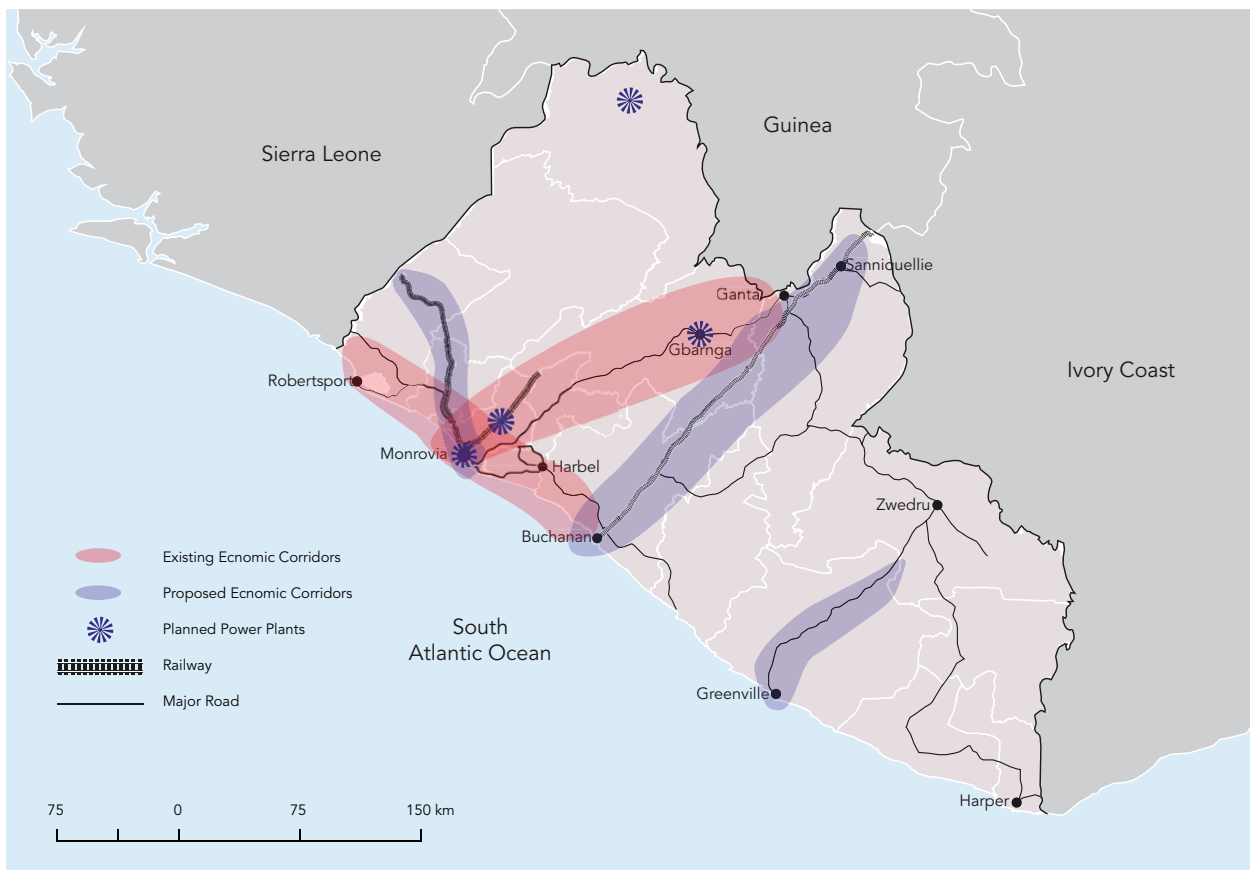 Guinea
Sierra Leone
Sanniquellie
Ganta
Gbarnga
Ivory Coast
Robertsport
Monrovia
Harbel
Zwedru
Buchanan
Existing Ecnomic Corridors
Proposed Ecnomic Corridors
Planned Power Plants
Railway
Major Road
South
Atlantic Ocean
Greenville
Harper
75 0 75 150 km